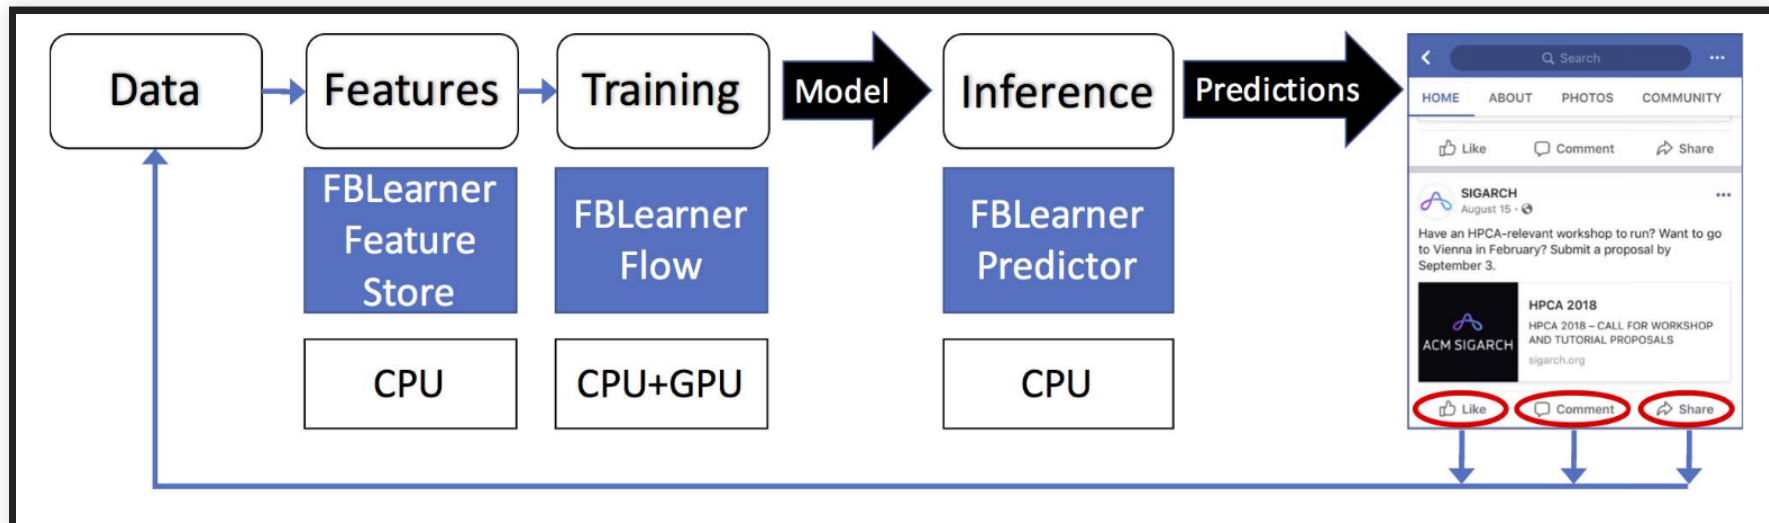 Data
Features
Training
Model
Inference
Predictions
FBLearner
Feature
Store
FBLearner
Flow
FBLearner
Predictor
CPU
CPU+GPU
CPU
Search
HOME ABOUT PHOTOS COMMUNITY
Like Comment Share
SIGARCH
August 15
Have an HPCA-relevant workshop to run? Want to go
to Vienna in February? Submit a proposal by
September 3.
ACM SIGARCH
HPCA 2018
HPCA 2018 – CALL FOR WORKSHOP
AND TUTORIAL PROPOSALS
sigarch.org
Like Comment Share